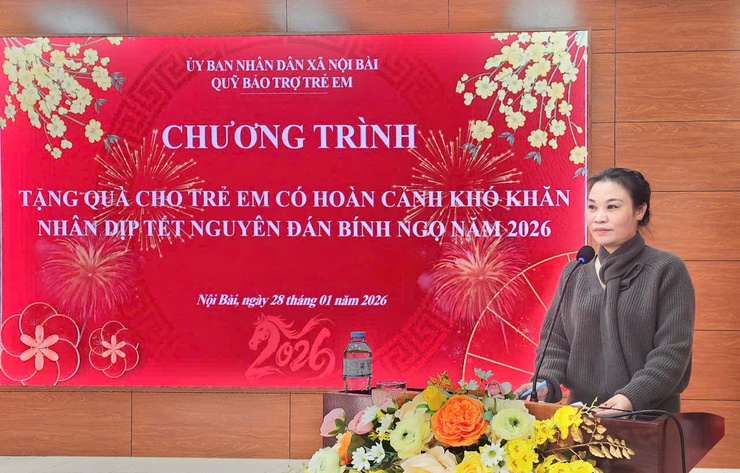 ỦY BAN NHÂN DÂN XÃ NỘI BÀI
QUỸ BẢO TRỢ TRẺ EM
CHƯƠNG TRÌNH
TẶNG QUÀ CHO TRẺ EM CÓ HOÀN CẢNH KHÓ KHĂN
NHÂN DỊP TẾT NGUYÊN ĐÁN BÍNH NGỌ NĂM 2026
Nội Bài, ngày 28 tháng 01 năm 2026
2026